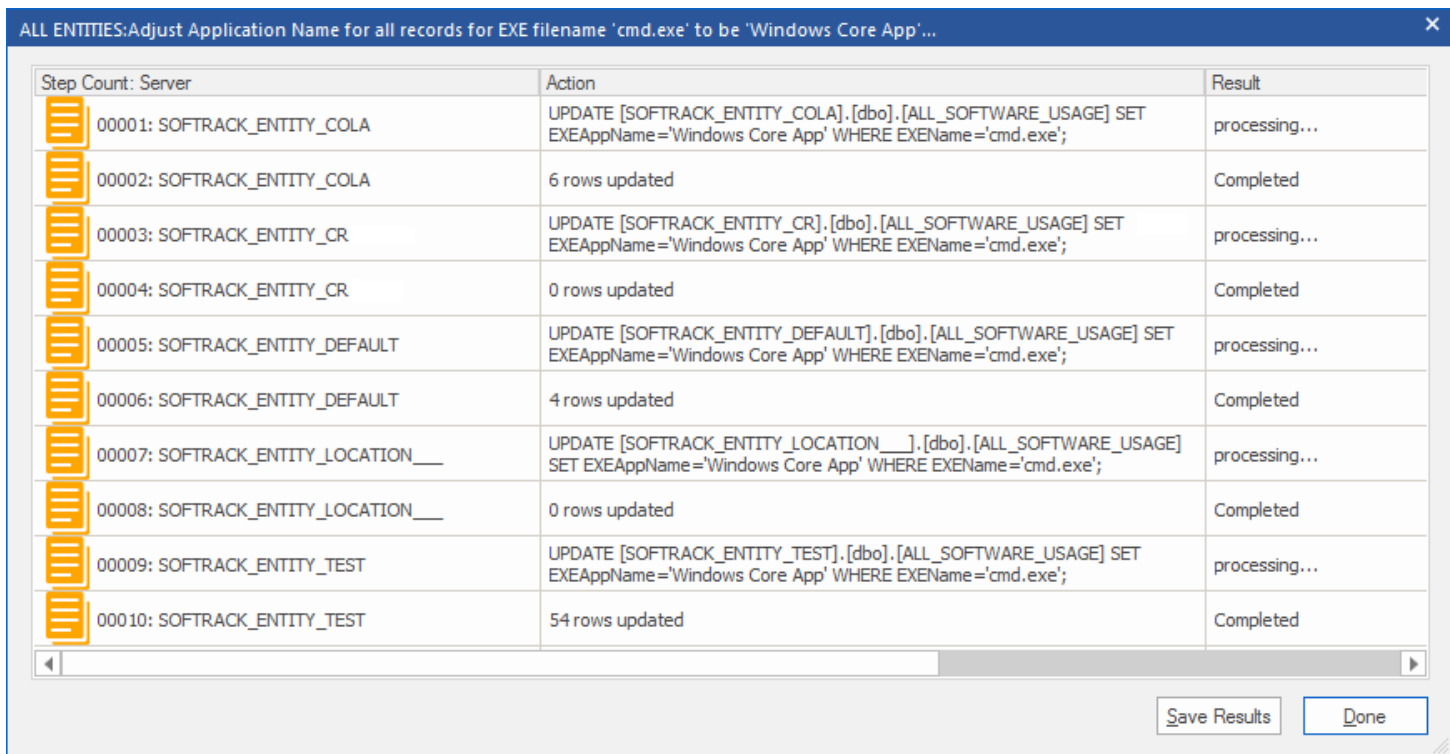 ALL ENTITIES:Adjust Application Name for all records for EXE filename 'cmd.exe' to be 'Windows Core App'...
Step Count: Server Action Result
00001: SOFTRACK_ENTITY_COLA
UPDATE [SOFTRACK_ENTITY_COLA].[dbo].[ALL_SOFTWARE_USAGE] SET
EXEAppName='Windows Core App' WHERE EXEName='cmd.exe';
processing...
00002: SOFTRACK_ENTITY_COLA 6 rows updated Completed
00003: SOFTRACK_ENTITY_CR
UPDATE [SOFTRACK_ENTITY_CR].[dbo].[ALL_SOFTWARE_USAGE] SET
EXEAppName='Windows Core App' WHERE EXEName='cmd.exe';
processing...
00004: SOFTRACK_ENTITY_CR 0 rows updated Completed
00005: SOFTRACK_ENTITY_DEFAULT
UPDATE [SOFTRACK_ENTITY_DEFAULT].[dbo].[ALL_SOFTWARE_USAGE] SET
EXEAppName='Windows Core App' WHERE EXEName='cmd.exe';
processing...
00006: SOFTRACK_ENTITY_DEFAULT 4 rows updated Completed
00007: SOFTRACK_ENTITY_LOCATION___
UPDATE [SOFTRACK_ENTITY_LOCATION___].[dbo].[ALL_SOFTWARE_USAGE]
SET EXEAppName='Windows Core App' WHERE EXEName='cmd.exe';
processing...
00008: SOFTRACK_ENTITY_LOCATION___ 0 rows updated Completed
00009: SOFTRACK_ENTITY_TEST
UPDATE [SOFTRACK_ENTITY_TEST].[dbo].[ALL_SOFTWARE_USAGE] SET
EXEAppName='Windows Core App' WHERE EXEName='cmd.exe';
processing...
00010: SOFTRACK_ENTITY_TEST 54 rows updated Completed
Save Results Done